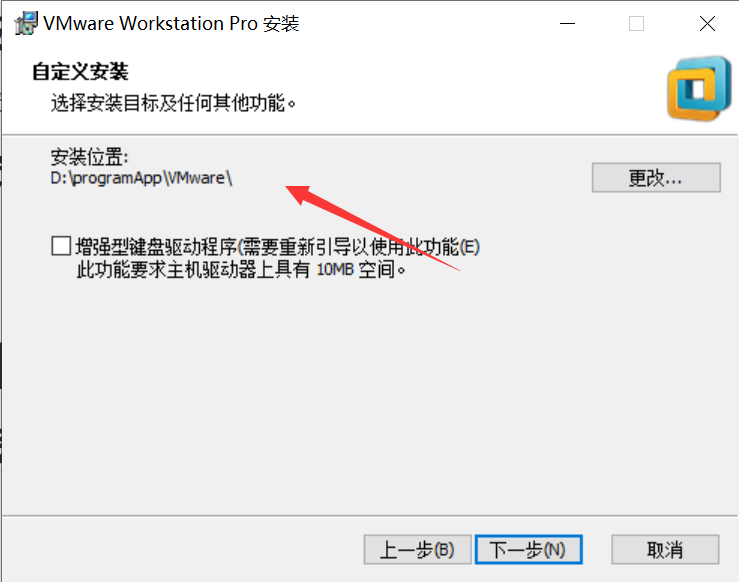 VMware Workstation Pro 安装
自定义安装
选择安装目标及任何其他功能。
安装位置:
D:\programApp\VMware\
更改...
增强型键盘驱动程序(需要重新引导以使用此功能(E)
此功能要求主机驱动器上具有 10MB 空间。
上一步(B)
下一步(N)
取消